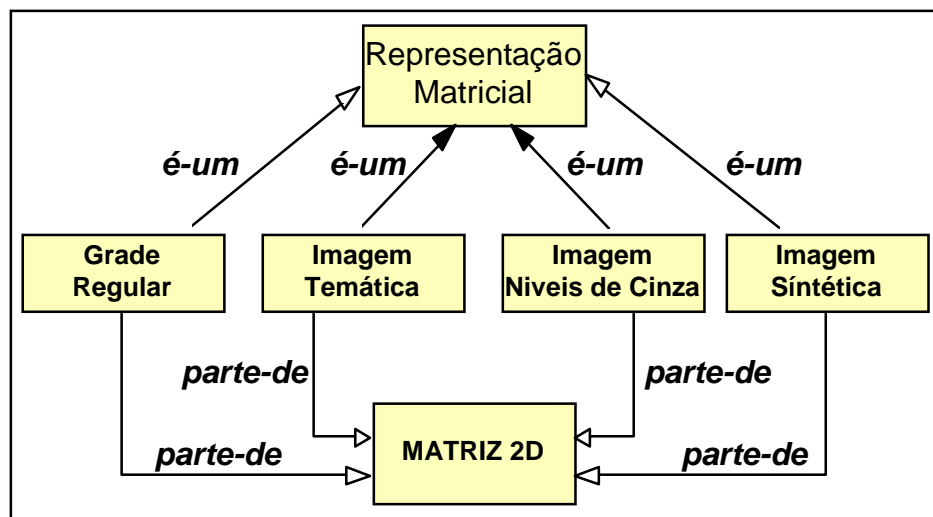 Representação
Matricial
é-um
é-um
é-um
é-um
Grade
Regular
Imagem
Temática
Imagem
Niveis de Cinza
Imagem
Síntética
parte-de
parte-de
MATRIZ 2D
parte-de
parte-de